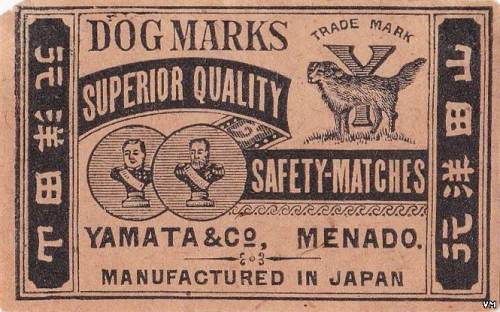 DOG MARKS
TRADE MARK
Y
SUPERIOR QUALITY
SAFETY-MATCHES
YAMATA & Co, MENADO.
MANUFACTURED IN JAPAN
行洋田山
山田洋行
VM